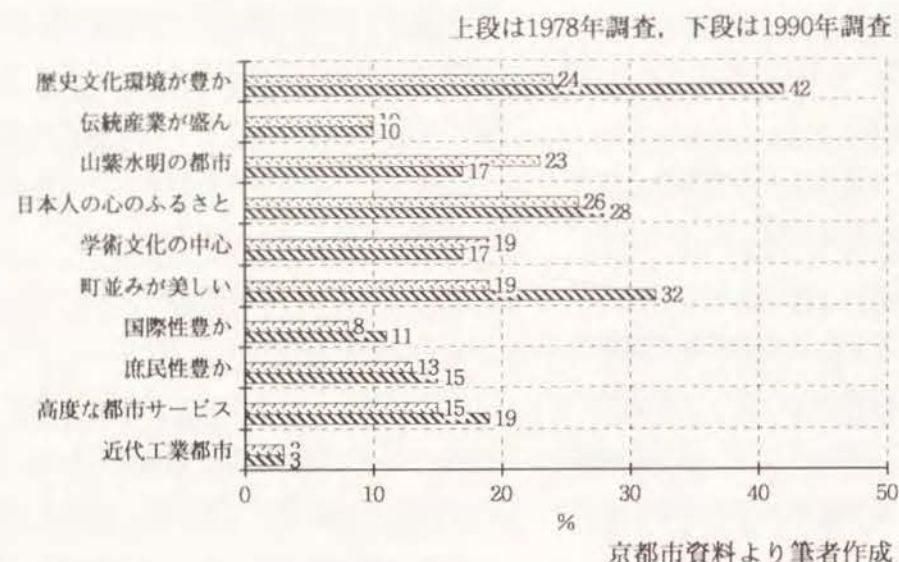 上段は1978年調査，下段は1990年調査
歴史文化環境が豊か
24
42
伝統産業が盛ん
10
山紫水明の都市
23
17
日本人の心のふるさと
26
28
学術文化の中心
19
17
町並みが美しい
19
32
国際性豊か
8
11
庶民性豊か
13
15
高度な都市サービス
15
19
近代工業都市
3
0 10 20 30 40 50
%
京都市資料より筆者作成